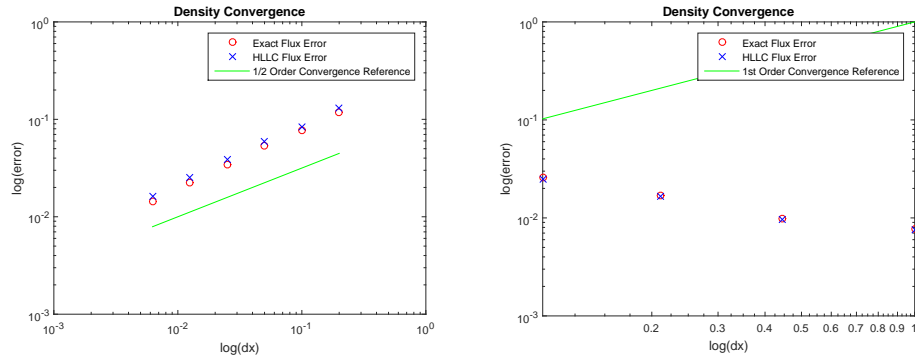 Density Convergence
10^0
10^-1
10^-2
10^-3
log(error)
Exact Flux Error
HLLC Flux Error
1/2 Order Convergence Reference
10^-3
10^-2
10^-1
10^0
log(dx)
Density Convergence
10^0
10^-1
10^-2
10^-3
log(error)
Exact Flux Error
HLLC Flux Error
1st Order Convergence Reference
0.2
0.3
0.4
0.5
0.6
0.7
0.8
0.9
1
log(dx)